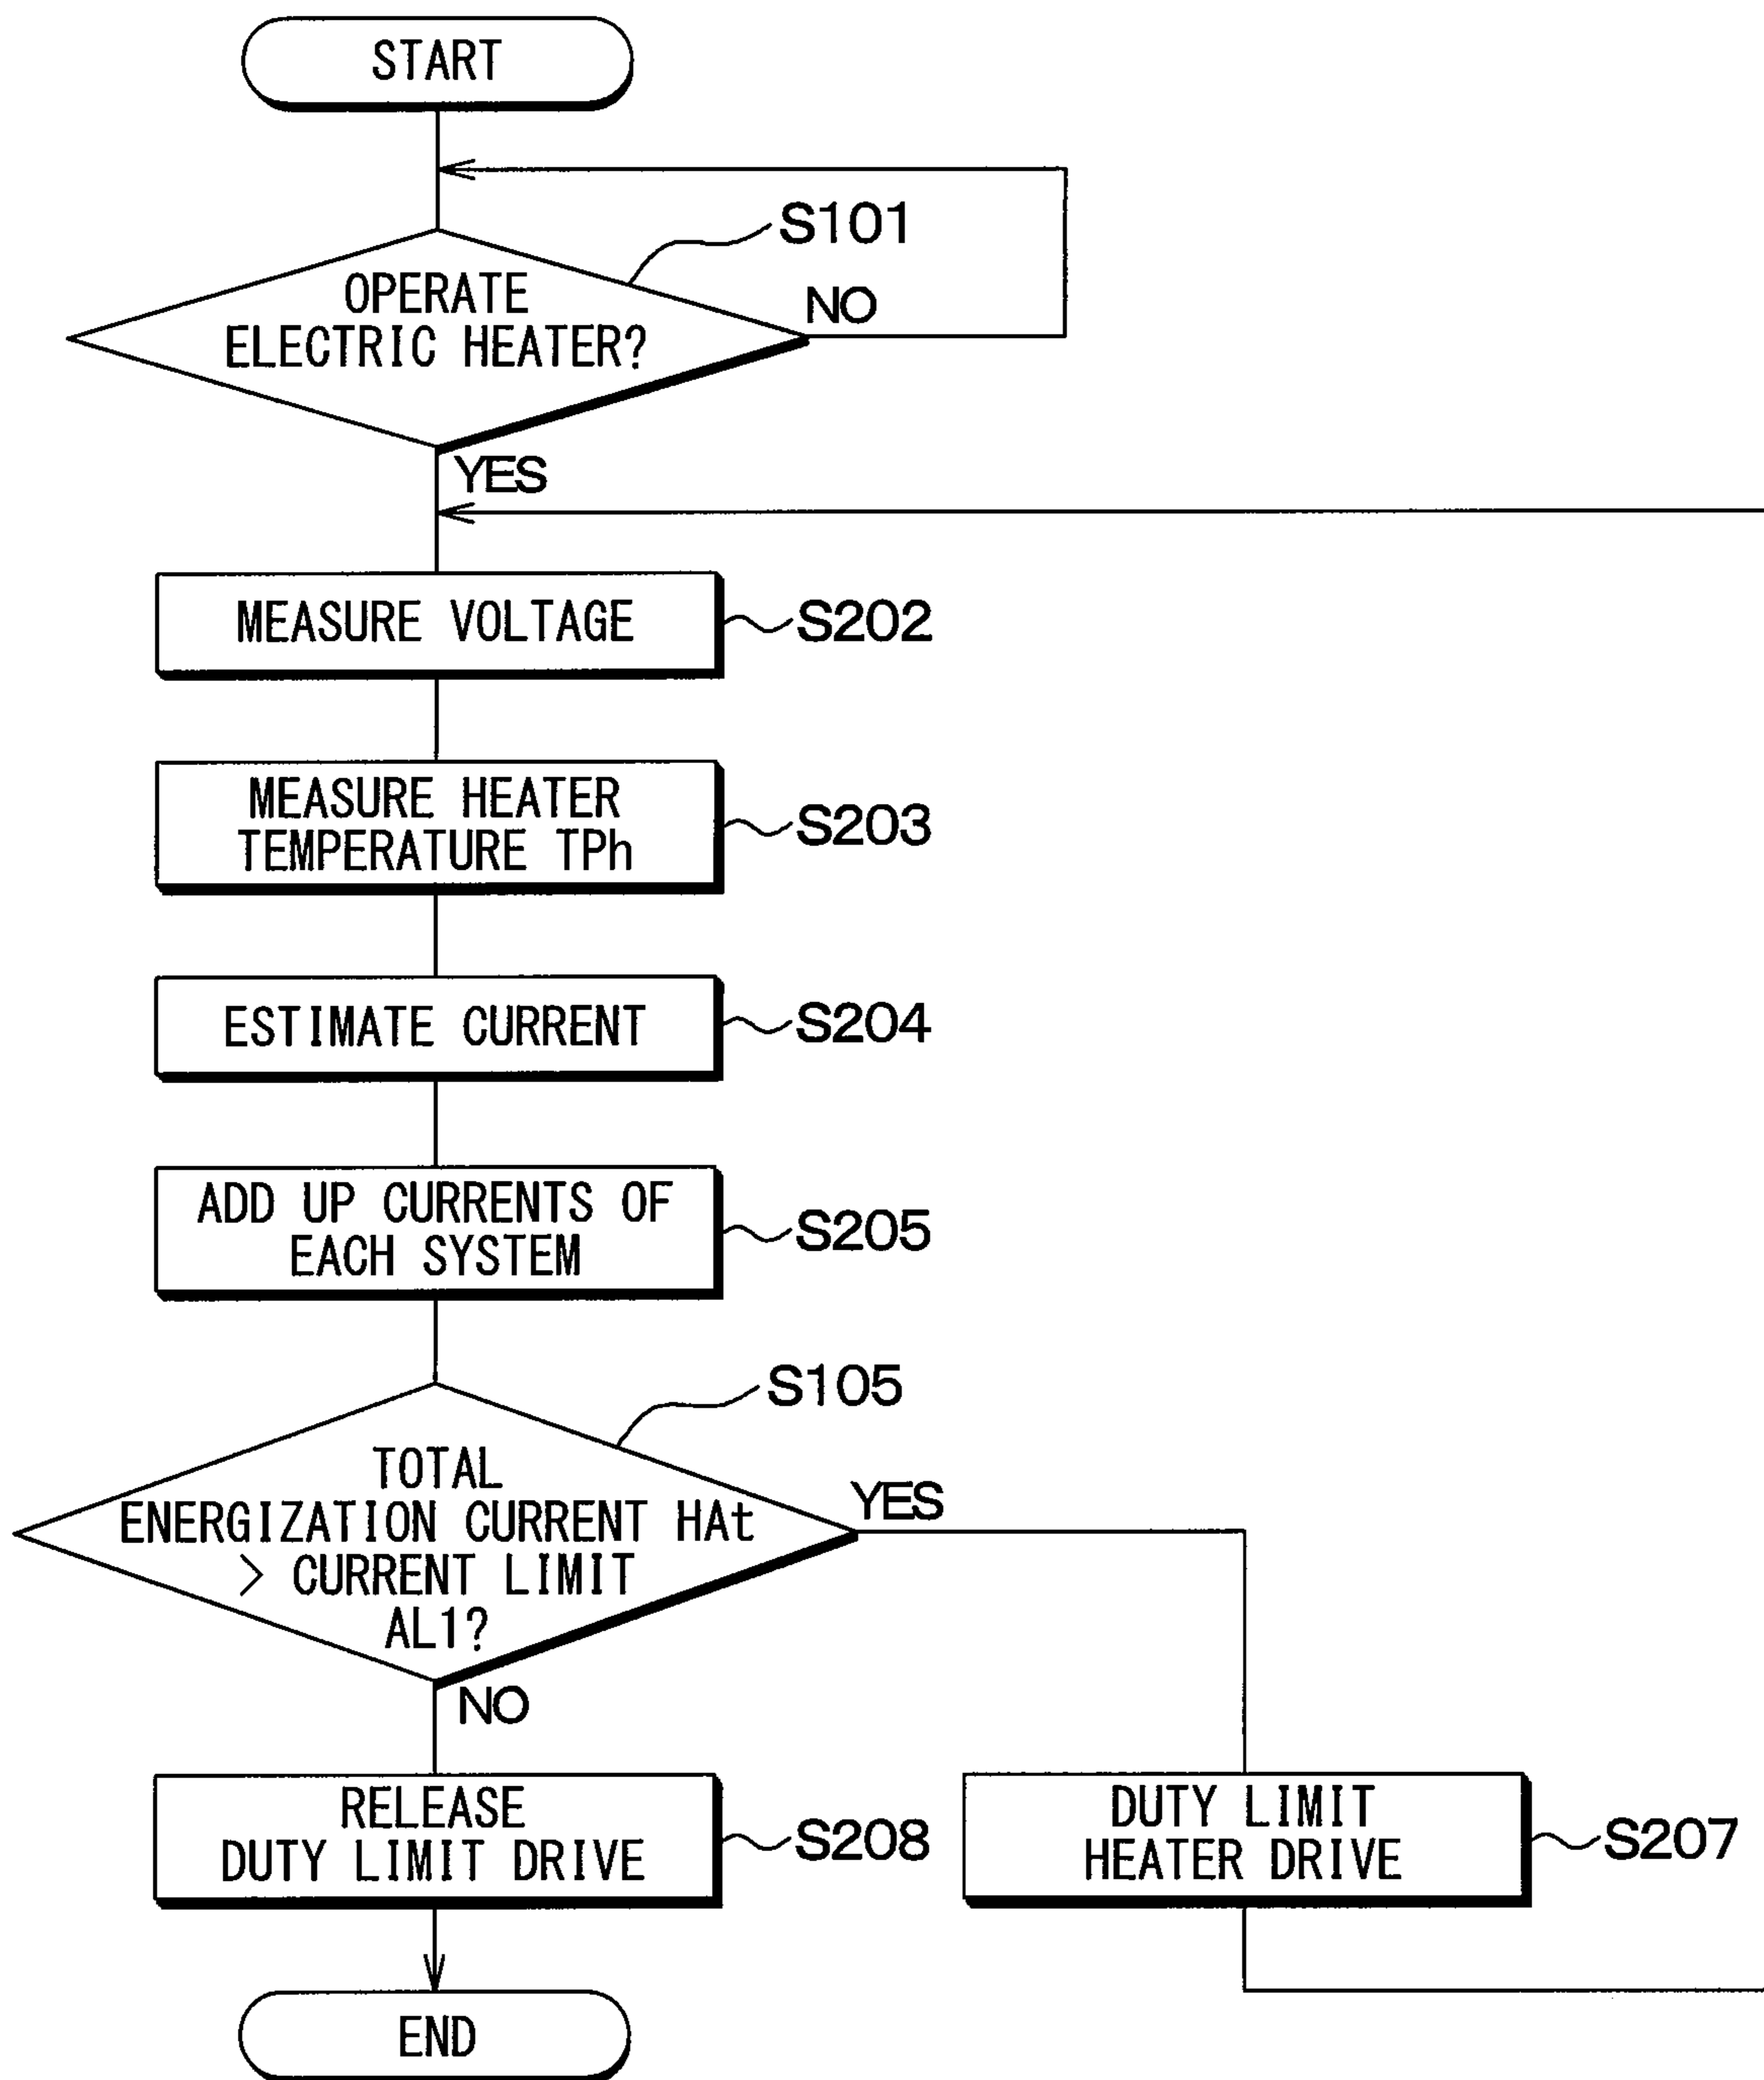 START
S101
OPERATE
ELECTRIC HEATER?
NO
YES
MEASURE VOLTAGE
S202
MEASURE HEATER
TEMPERATURE TPh
S203
ESTIMATE CURRENT
S204
ADD UP CURRENTS OF
EACH SYSTEM
S205
S105
TOTAL
ENERGIZATION CURRENT HAt
> CURRENT LIMIT
AL1?
YES
NO
RELEASE
DUTY LIMIT DRIVE
S208
DUTY LIMIT
HEATER DRIVE
S207
END